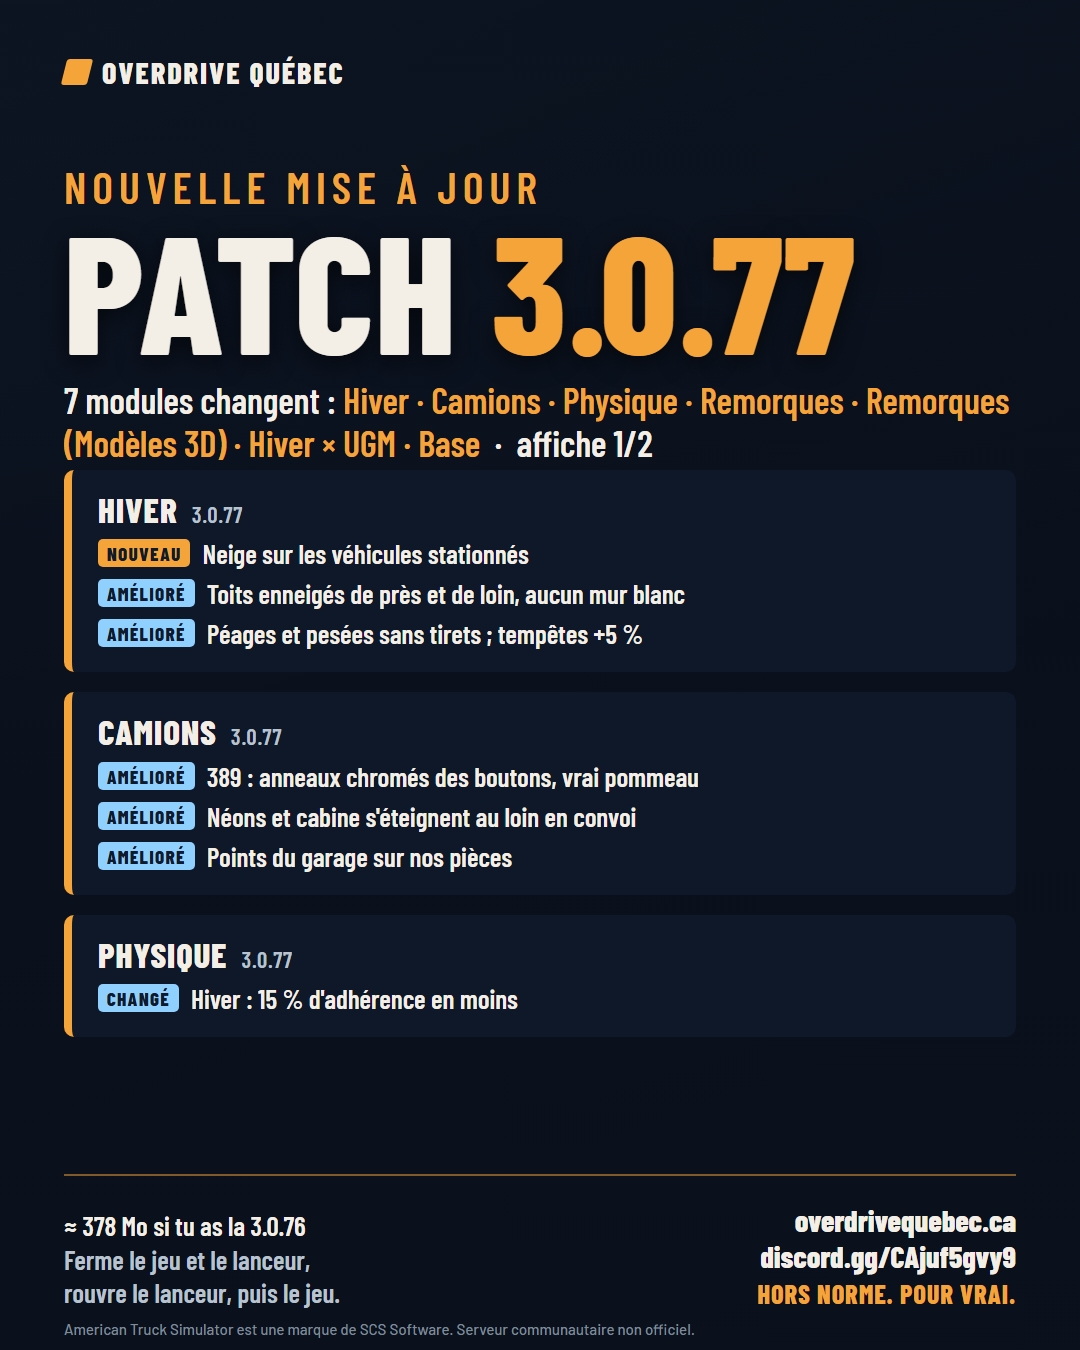 OVERDRIVE QUÉBEC
NOUVELLE MISE À JOUR
PATCH 3.0.77
7 modules changent : Hiver · Camions · Physique · Remorques · Remorques
(Modèles 3D) · Hiver × UGM · Base · affiche 1/2
HIVER 3.0.77
NOUVEAU Neige sur les véhicules stationnés
AMÉLIORÉ Toits enneigés de près et de loin, aucun mur blanc
AMÉLIORÉ Péages et pesées sans tirets ; tempêtes +5 %
CAMIONS 3.0.77
AMÉLIORÉ 389 : anneaux chromés des boutons, vrai pommeau
AMÉLIORÉ Néons et cabine s'éteignent au loin en convoi
AMÉLIORÉ Points du garage sur nos pièces
PHYSIQUE 3.0.77
CHANGÉ Hiver : 15 % d'adhérence en moins
≈ 378 Mo si tu as la 3.0.76
Ferme le jeu et le lanceur,
rouvre le lanceur, puis le jeu.
overdrivequebec.ca
discord.gg/CAjuf5gvy9
HORS NORME. POUR VRAI.
American Truck Simulator est une marque de SCS Software. Serveur communautaire non officiel.